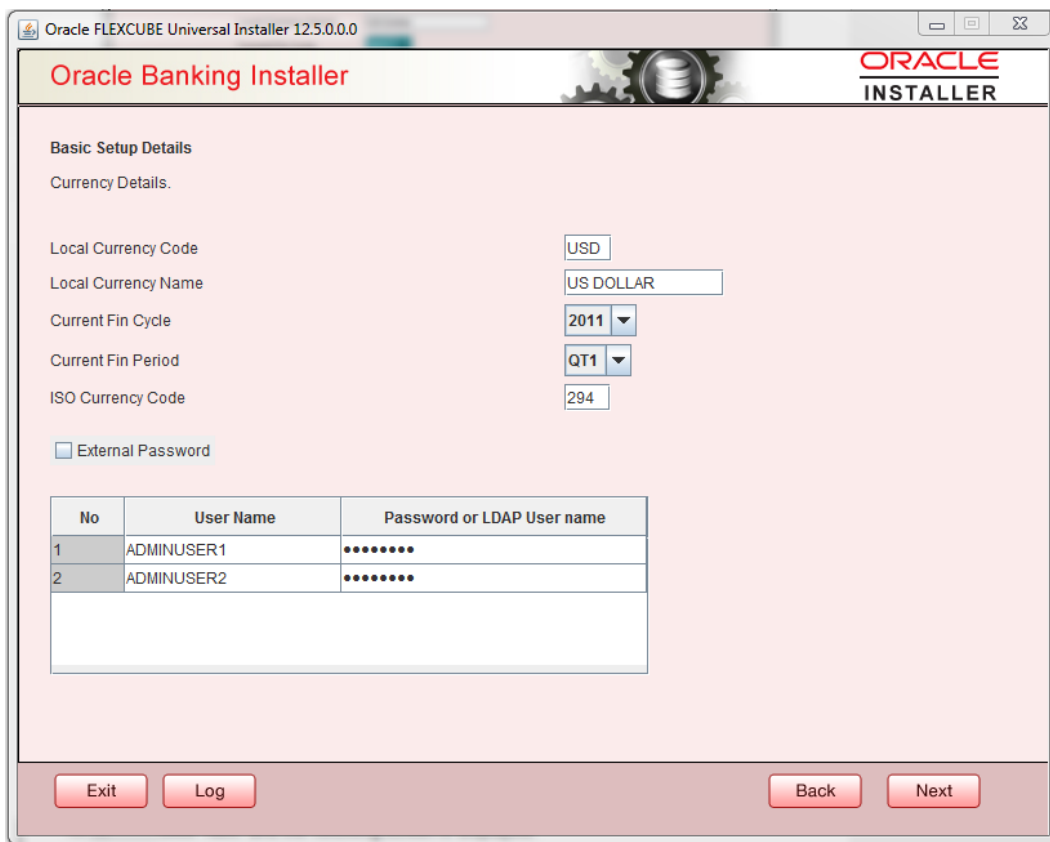 Oracle FLEXCUBE Universal Installer 12.5.0.0.0
Oracle Banking Installer
ORACLE
INSTALLER
Basic Setup Details
Currency Details.
Local Currency Code USD
Local Currency Name US DOLLAR
Current Fin Cycle 2011
Current Fin Period QT1
ISO Currency Code 294
External Password
No User Name Password or LDAP User name
1 ADMINUSER1 ••••••••
2 ADMINUSER2 ••••••••
Exit Log Back Next